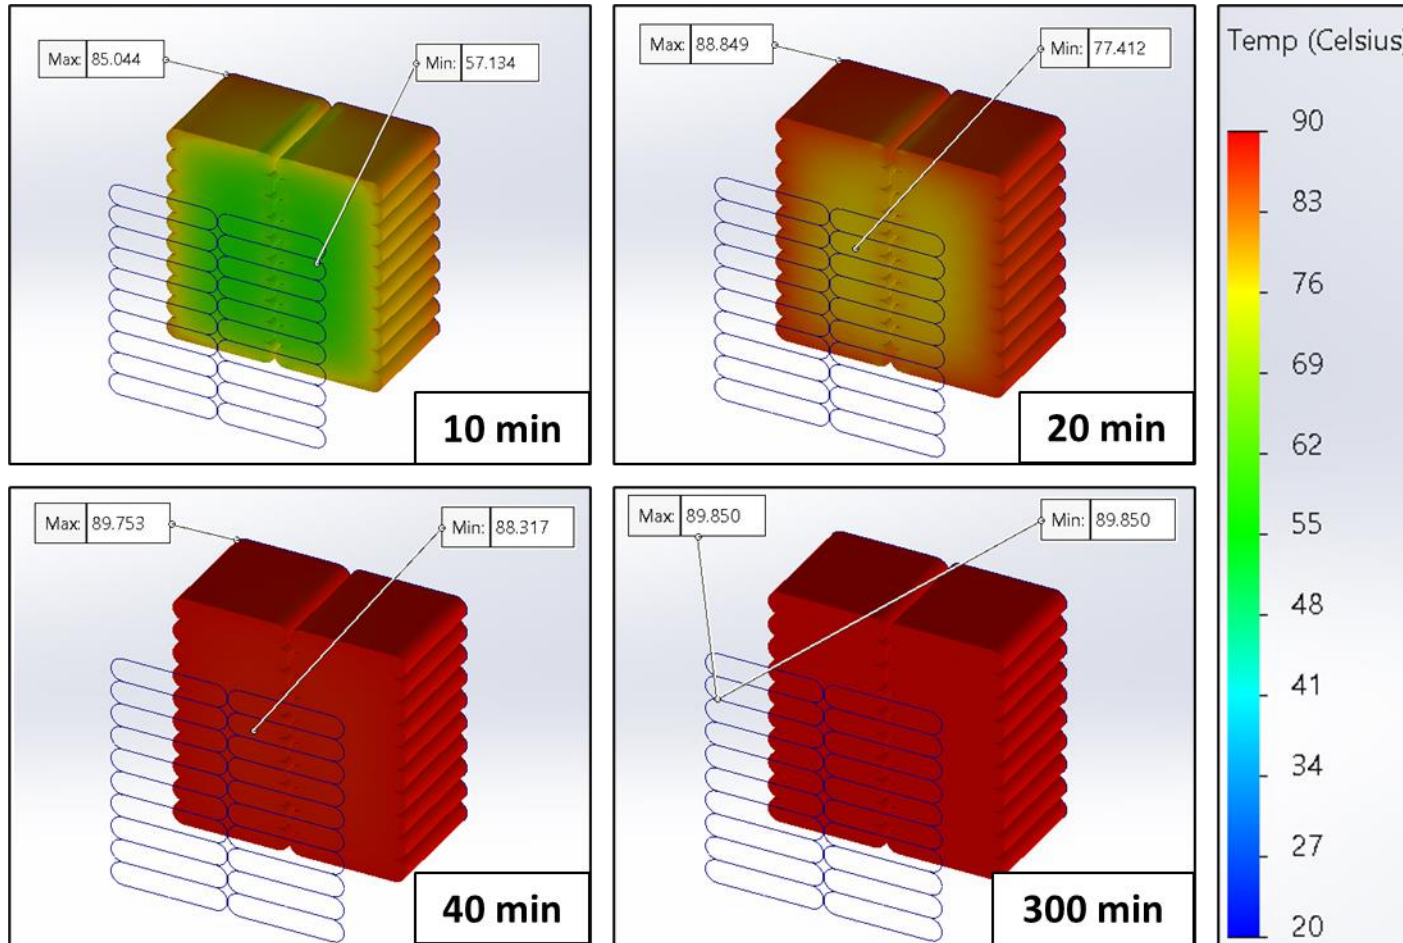 Max: 85.044
Min: 57.134
10 min
Max: 88.849
Min: 77.412
20 min
Max: 89.753
Min: 88.317
40 min
Max: 89.850
Min: 89.850
300 min
Temp (Celsius)
90
83
76
69
62
55
48
41
34
27
20